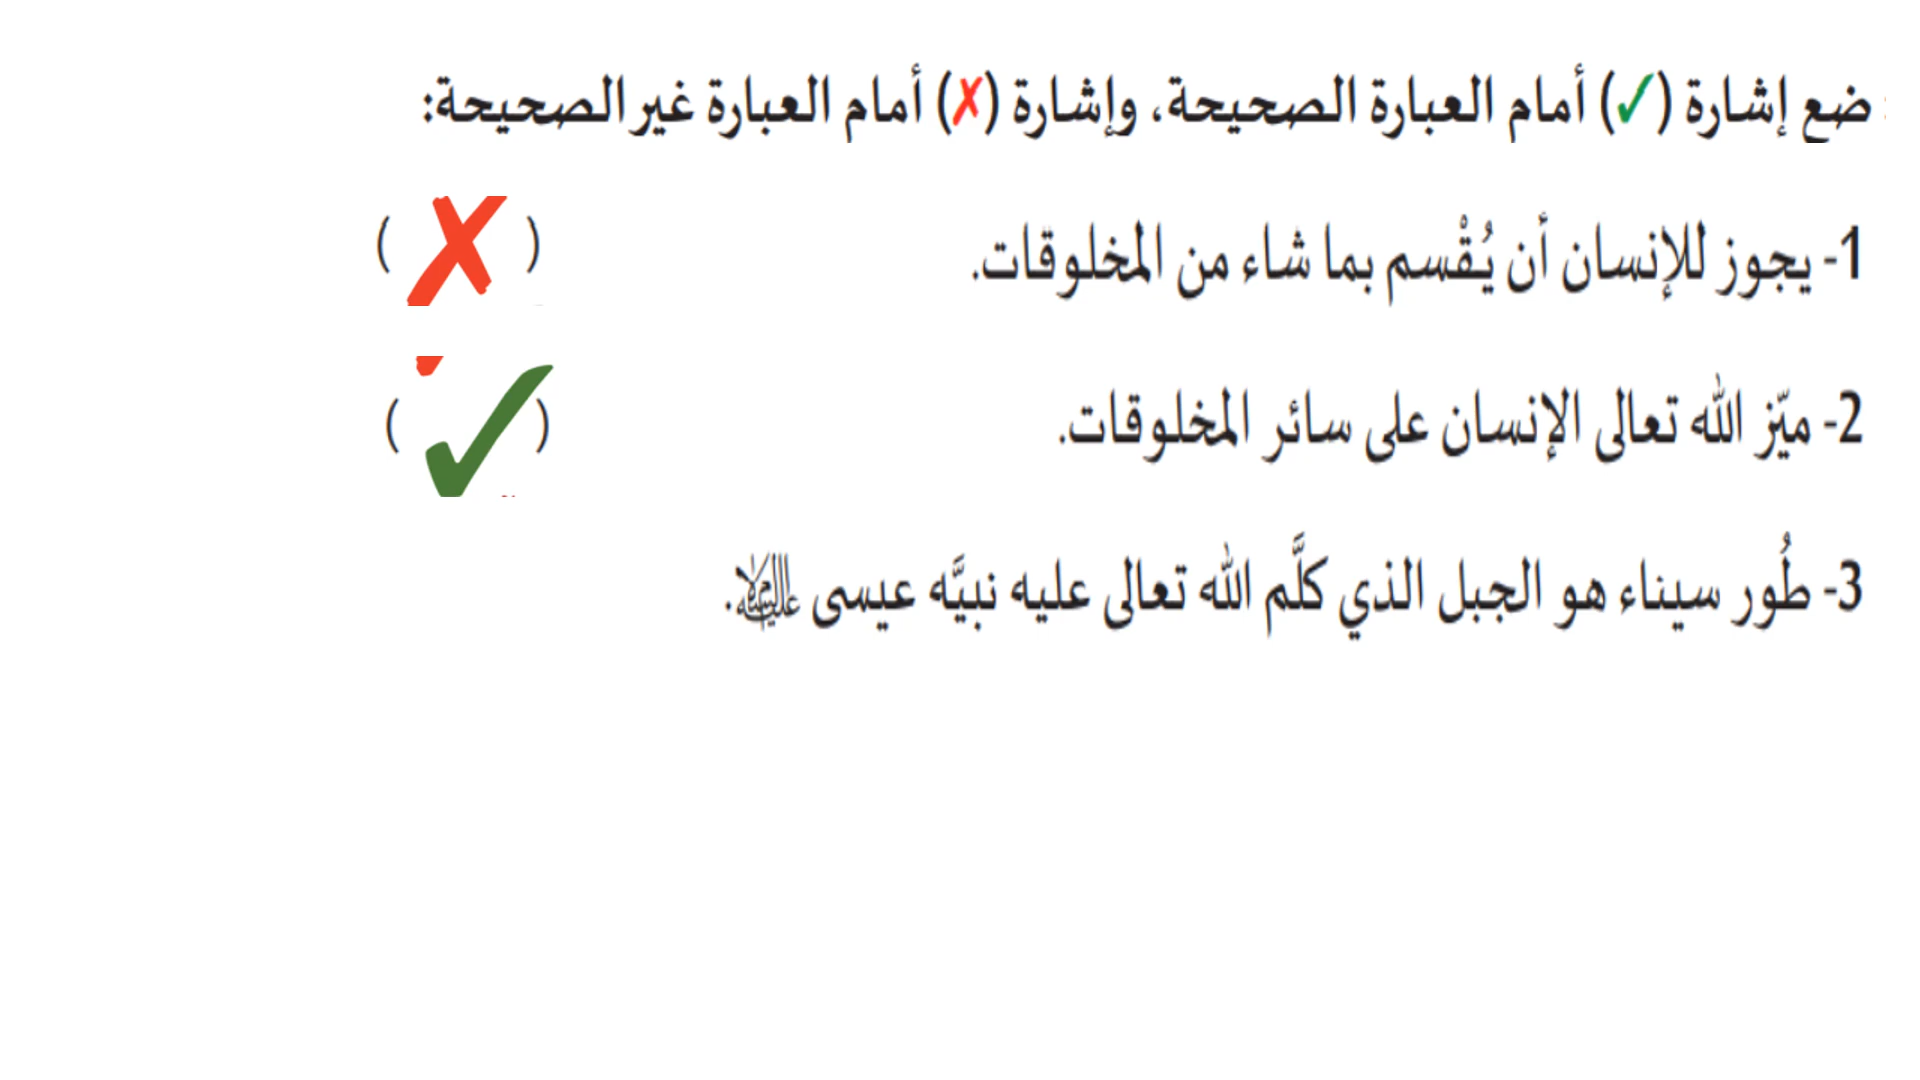 ضع إشارة (✓) أمام العبارة الصحيحة، وإشارة (✗) أمام العبارة غير الصحيحة:
1- يجوز للإنسان أن يُقْسم بما شاء من المخلوقات. ( ✗ )
2- ميّز الله تعالى الإنسان على سائر المخلوقات. ( ✓ )
3- طُور سيناء هو الجبل الذي كلَّم الله تعالى عليه نبيَّه عيسى عليه السلام.